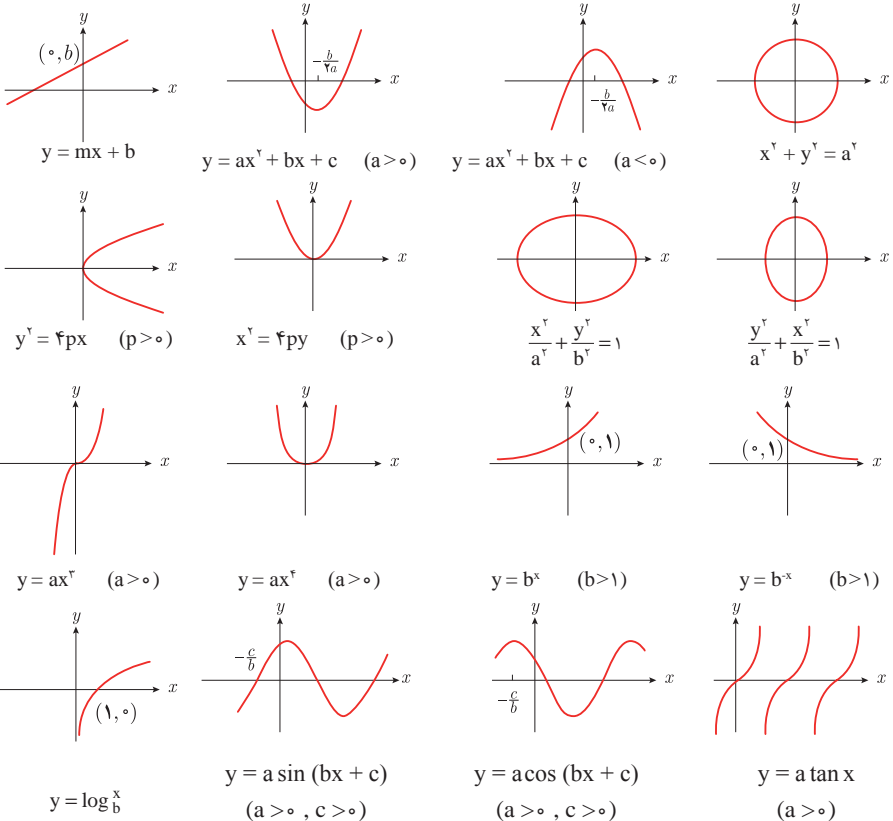 y y y y
(۰,b) −b/۲a −b/۲a
x x x x
y = mx + b
y = ax۲ + bx + c (a>۰)
y = ax۲ + bx + c (a<۰)
x۲ + y۲ = a۲
y y y y
x x x x
y۲ = ۴px (p>۰)
x۲ = ۴py (p>۰)
x۲/a۲ + y۲/b۲ = ۱
y۲/a۲ + x۲/b۲ = ۱
y y y y
(۰,۱) (۰,۱)
x x x x
y = ax۳ (a>۰)
y = ax۴ (a>۰)
y = bˣ (b>۱)
y = b⁻ˣ (b>۱)
y y y y
−c/b −c/b
x x x x
(۱,۰)
y = log_b^x
y = a sin (bx + c)
(a >۰ , c >۰)
y = acos (bx + c)
(a >۰ , c >۰)
y = a tan x
(a >۰)